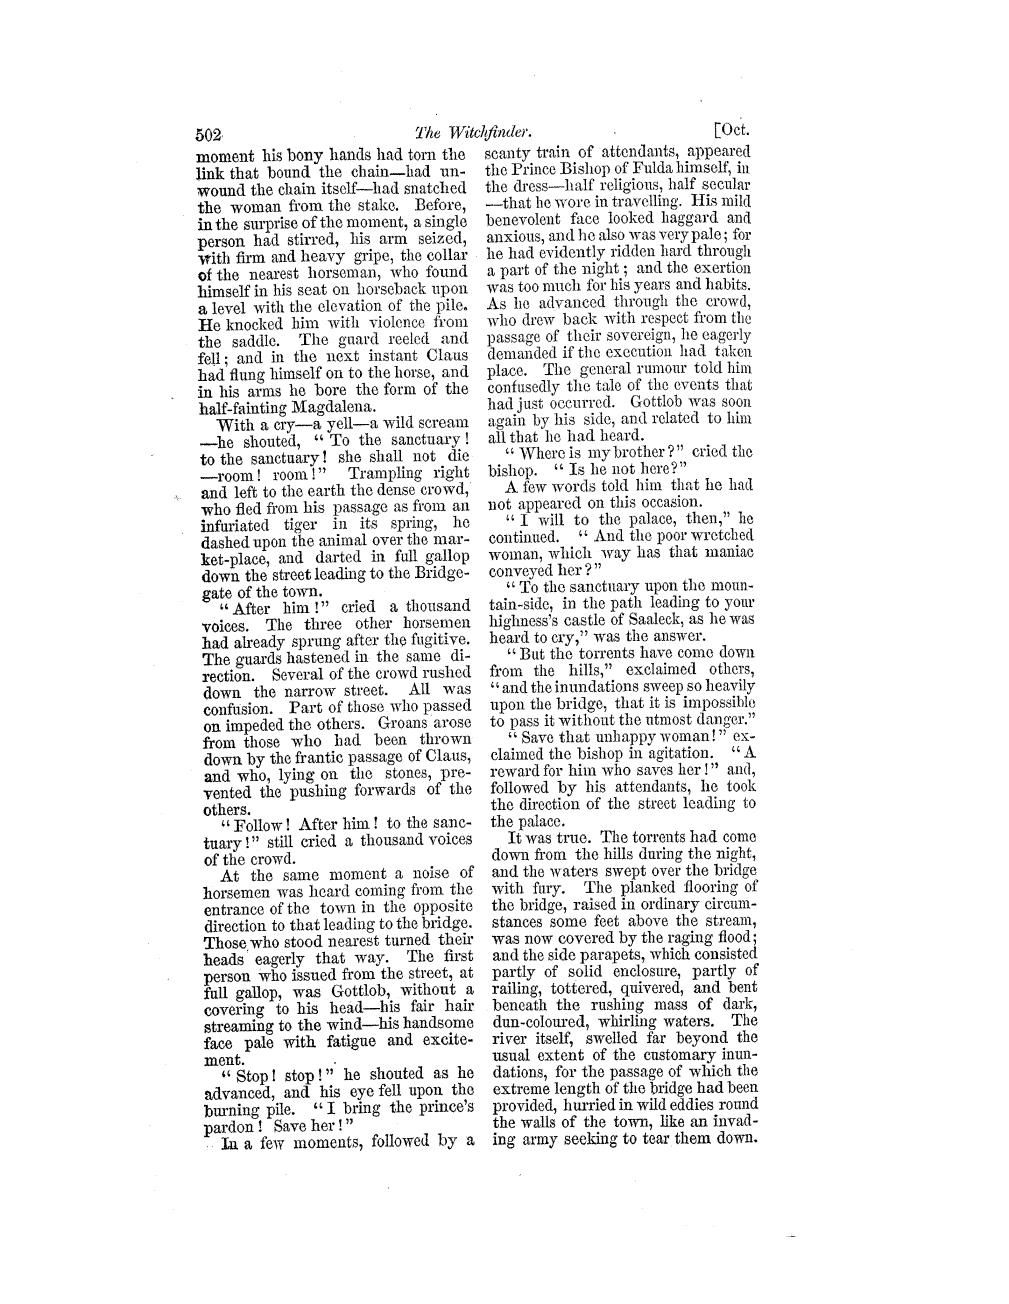 502 The Witchfinder. [Oct.
moment his bony hands had torn the
link that bound the chain—had un-
wound the chain itself—had snatched
the woman from the stake. Before,
in the surprise of the moment, a single
person had stirred, his arm seized,
with firm and heavy gripe, the collar
of the nearest horseman, who found
himself in his seat on horseback upon
a level with the elevation of the pile.
He knocked him with violence from
the saddle. The guard reeled and
fell; and in the next instant Claus
had flung himself on to the horse, and
in his arms he bore the form of the
half-fainting Magdalena.
With a cry—a yell—a wild scream
—he shouted, “ To the sanctuary !
to the sanctuary! she shall not die
—room! room!” Trampling right
and left to the earth the dense crowd,
who fled from his passage as from an
infuriated tiger in its spring, he
dashed upon the animal over the mar-
ket-place, and darted in full gallop
down the street leading to the Bridge-
gate of the town.
“ After him !” cried a thousand
voices. The three other horsemen
had already sprung after the fugitive.
The guards hastened in the same di-
rection. Several of the crowd rushed
down the narrow street. All was
confusion. Part of those who passed
on impeded the others. Groans arose
from those who had been thrown
down by the frantic passage of Claus,
and who, lying on the stones, pre-
vented the pushing forwards of the
others.
“ Follow! After him! to the sanc-
tuary!” still cried a thousand voices
of the crowd.
At the same moment a noise of
horsemen was heard coming from the
entrance of the town in the opposite
direction to that leading to the bridge.
Those who stood nearest turned their
heads eagerly that way. The first
person who issued from the street, at
full gallop, was Gottlob, without a
covering to his head—his fair hair
streaming to the wind—his handsome
face pale with fatigue and excite-
ment.
“ Stop! stop!” he shouted as he
advanced, and his eye fell upon the
burning pile. “I bring the prince's
pardon! Save her!”
In a few moments, followed by a
scanty train of attendants, appeared
the Prince Bishop of Fulda himself, in
the dress—half religious, half secular
—that he wore in travelling. His mild
benevolent face looked haggard and
anxious, and he also was very pale; for
he had evidently ridden hard through
a part of the night; and the exertion
was too much for his years and habits.
As he advanced through the crowd,
who drew back with respect from the
passage of their sovereign, he eagerly
demanded if the execution had taken
place. The general rumour told him
confusedly the tale of the events that
had just occurred. Gottlob was soon
again by his side, and related to him
all that he had heard.
“ Where is my brother?” cried the
bishop. “ Is he not here?”
A few words told him that he had
not appeared on this occasion.
“ I will to the palace, then,” he
continued. “ And the poor wretched
woman, which way has that maniac
conveyed her?”
“ To the sanctuary upon the moun-
tain-side, in the path leading to your
highness's castle of Saaleck, as he was
heard to cry,” was the answer.
“ But the torrents have come down
from the hills,” exclaimed others,
“ and the inundations sweep so heavily
upon the bridge, that it is impossible
to pass it without the utmost danger.”
“ Save that unhappy woman!” ex-
claimed the bishop in agitation. “ A
reward for him who saves her!” and,
followed by his attendants, he took
the direction of the street leading to
the palace.
It was true. The torrents had come
down from the hills during the night,
and the waters swept over the bridge
with fury. The planked flooring of
the bridge, raised in ordinary circum-
stances some feet above the stream,
was now covered by the raging flood;
and the side parapets, which consisted
partly of solid enclosure, partly of
railing, tottered, quivered, and bent
beneath the rushing mass of dark,
dun-coloured, whirling waters. The
river itself, swelled far beyond the
usual extent of the customary inun-
dations, for the passage of which the
extreme length of the bridge had been
provided, hurried in wild eddies round
the walls of the town, like an invad-
ing army seeking to tear them down.